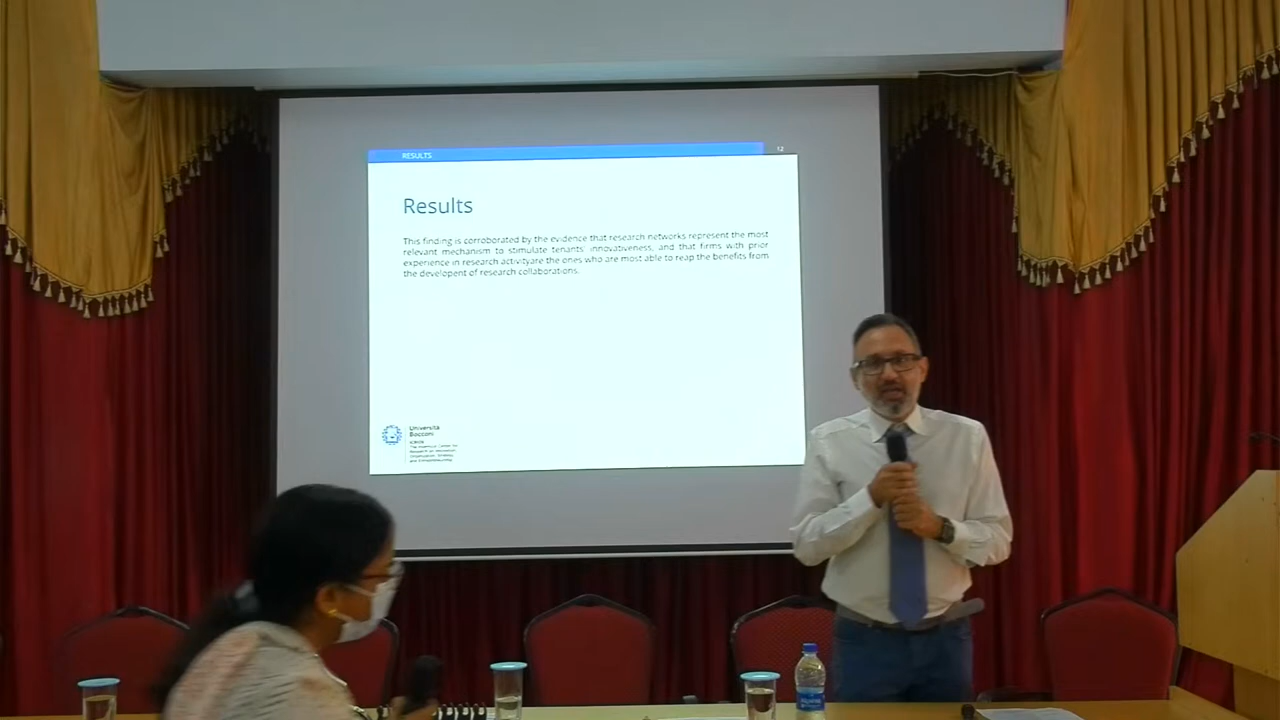 RESULTS
12
Results
This finding is corroborated by the evidence that research networks represent the most
relevant mechanism to stimulate tenants' innovativeness, and that firms with prior
experience in research activityare the ones who are most able to reap the benefits from
the developent of research collaborations.
Università
Bocconi